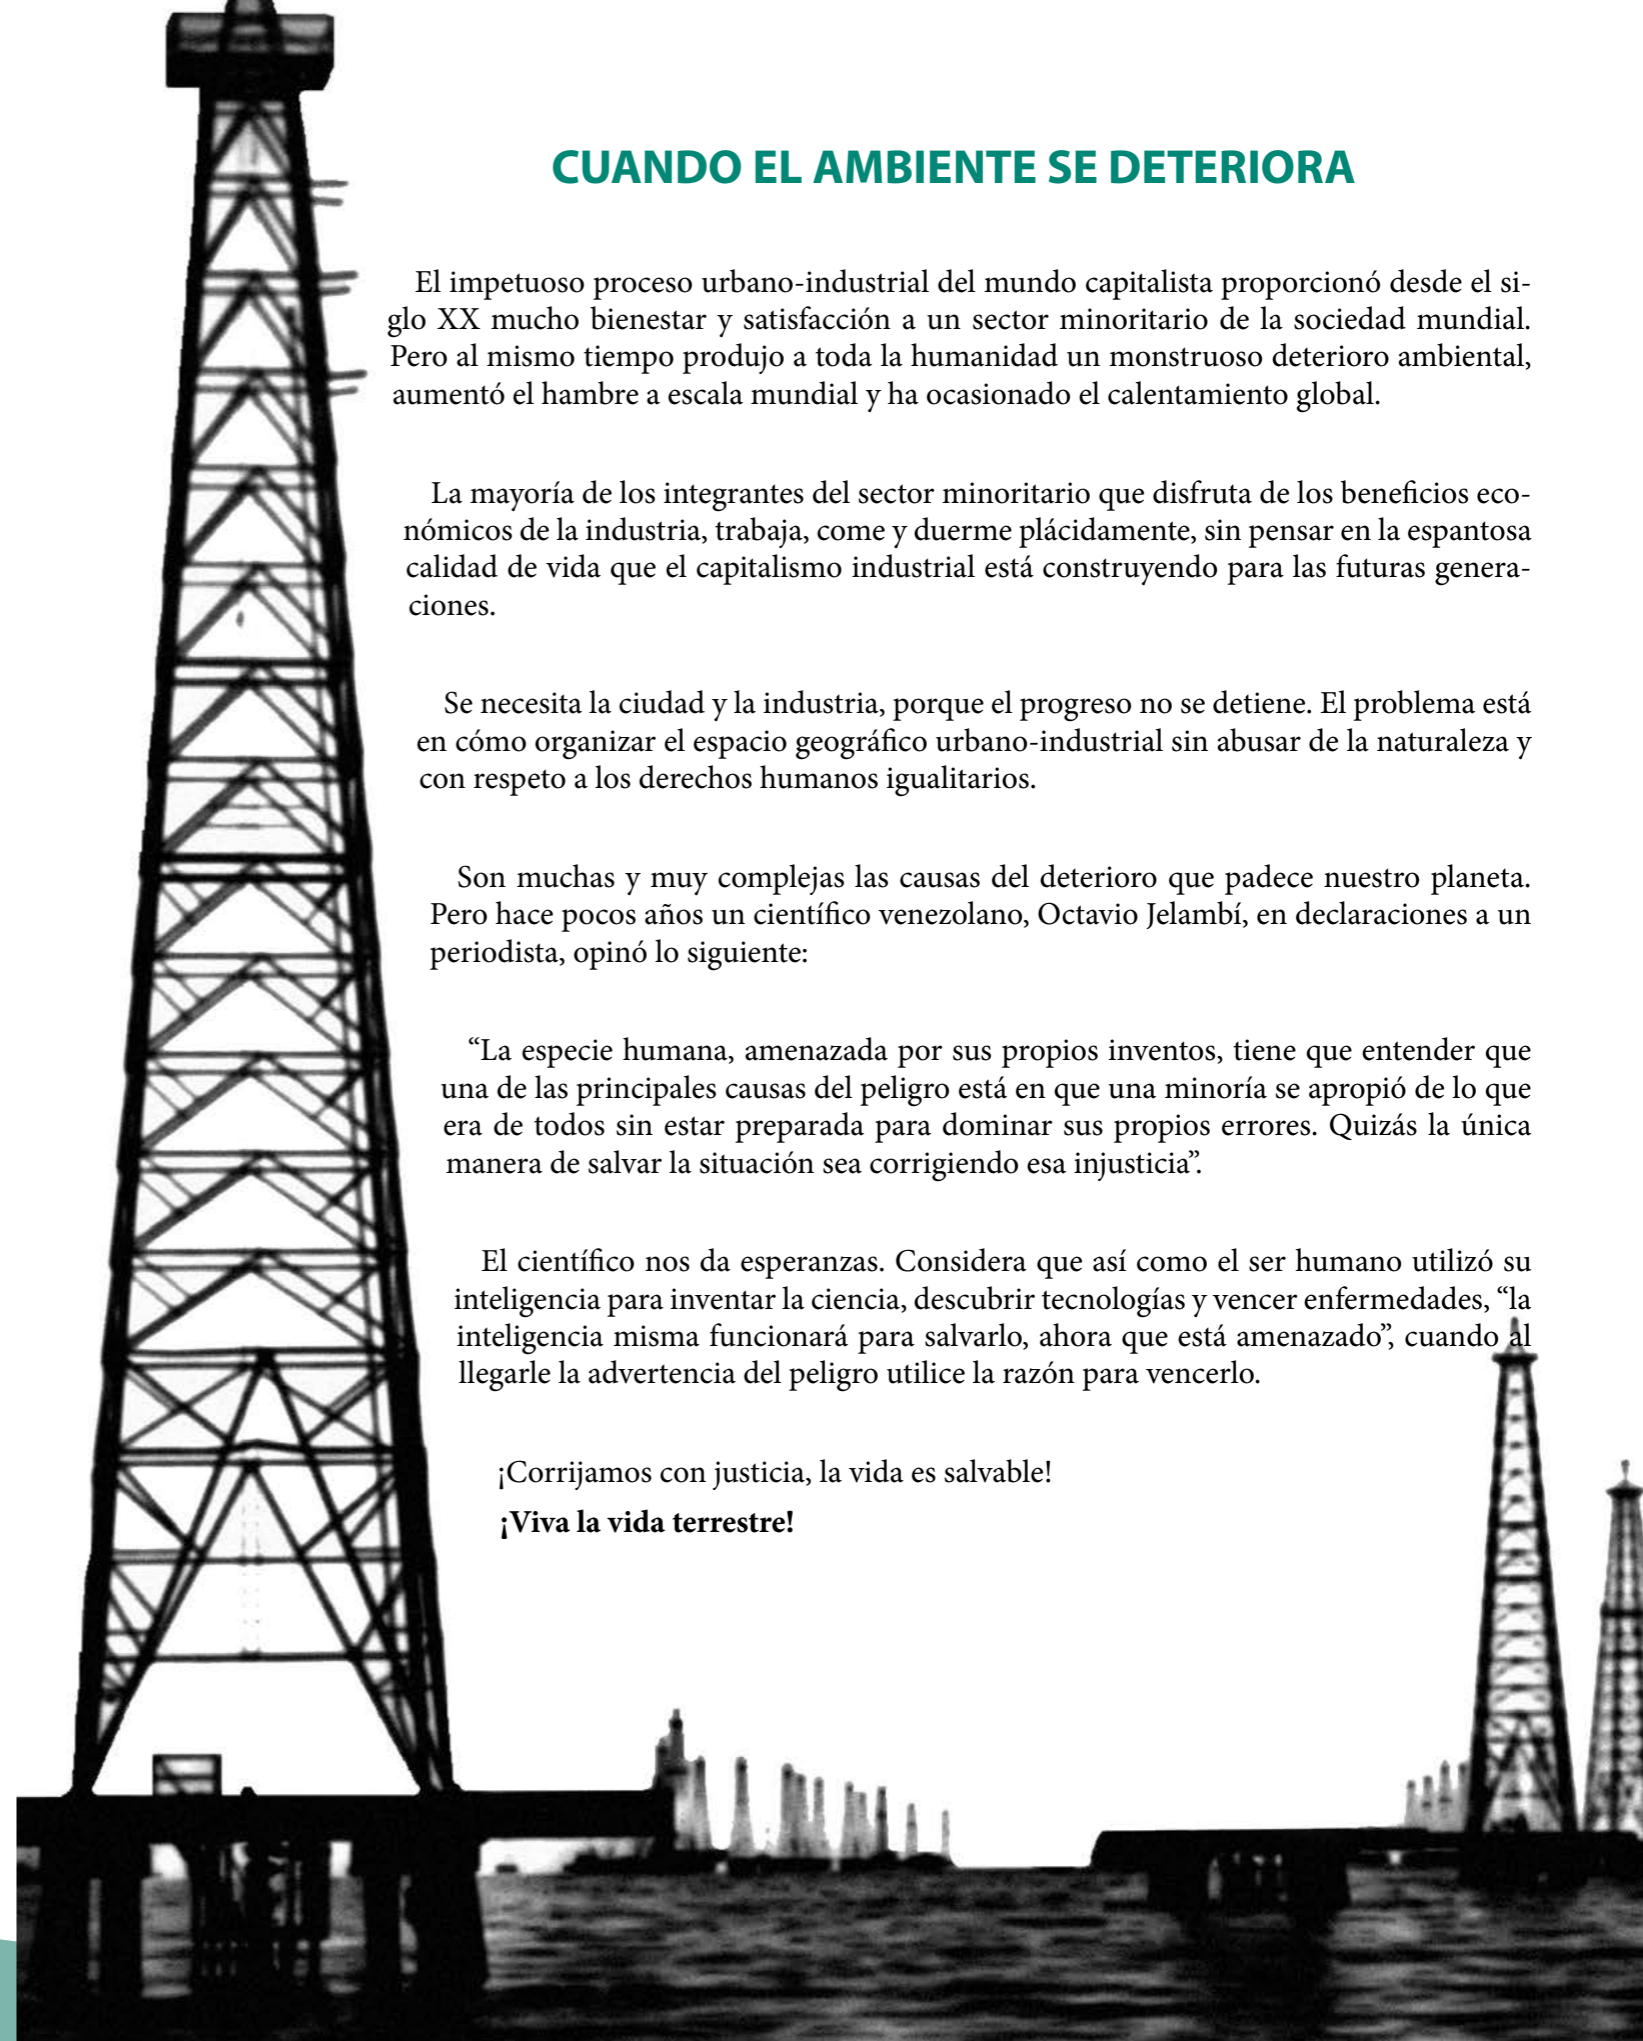 CUANDO EL AMBIENTE SE DETERIORA
El impetuoso proceso urbano-industrial del mundo capitalista proporcionó desde el si-
glo XX mucho bienestar y satisfacción a un sector minoritario de la sociedad mundial.
Pero al mismo tiempo produjo a toda la humanidad un monstruoso deterioro ambiental,
aumentó el hambre a escala mundial y ha ocasionado el calentamiento global.
La mayoría de los integrantes del sector minoritario que disfruta de los beneficios eco-
nómicos de la industria, trabaja, come y duerme plácidamente, sin pensar en la espantosa
calidad de vida que el capitalismo industrial está construyendo para las futuras genera-
ciones.
Se necesita la ciudad y la industria, porque el progreso no se detiene. El problema está
en cómo organizar el espacio geográfico urbano-industrial sin abusar de la naturaleza y
con respeto a los derechos humanos igualitarios.
Son muchas y muy complejas las causas del deterioro que padece nuestro planeta.
Pero hace pocos años un científico venezolano, Octavio Jelambí, en declaraciones a un
periodista, opinó lo siguiente:
“La especie humana, amenazada por sus propios inventos, tiene que entender que
una de las principales causas del peligro está en que una minoría se apropió de lo que
era de todos sin estar preparada para dominar sus propios errores. Quizás la única
manera de salvar la situación sea corrigiendo esa injusticia”.
El científico nos da esperanzas. Considera que así como el ser humano utilizó su
inteligencia para inventar la ciencia, descubrir tecnologías y vencer enfermedades, “la
inteligencia misma funcionará para salvarlo, ahora que está amenazado”, cuando al
llegarle la advertencia del peligro utilice la razón para vencerlo.
¡Corrijamos con justicia, la vida es salvable!
¡Viva la vida terrestre!